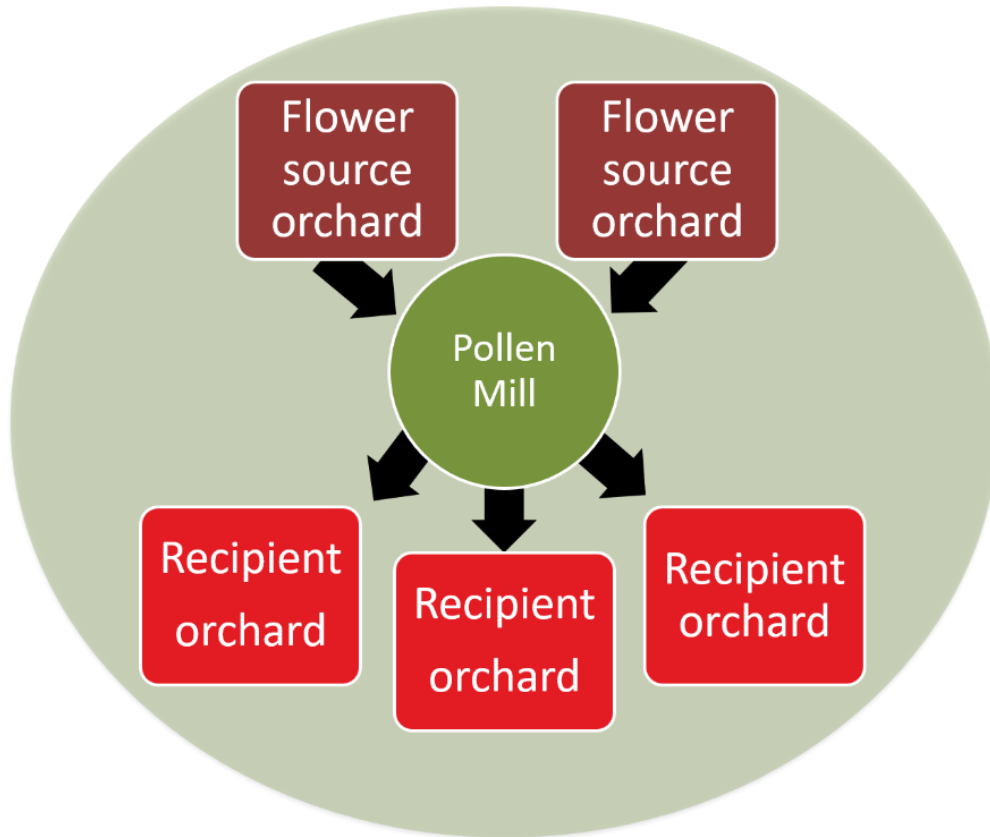 Flower
source
orchard
Flower
source
orchard
Pollen
Mill
Recipient
orchard
Recipient
orchard
Recipient
orchard